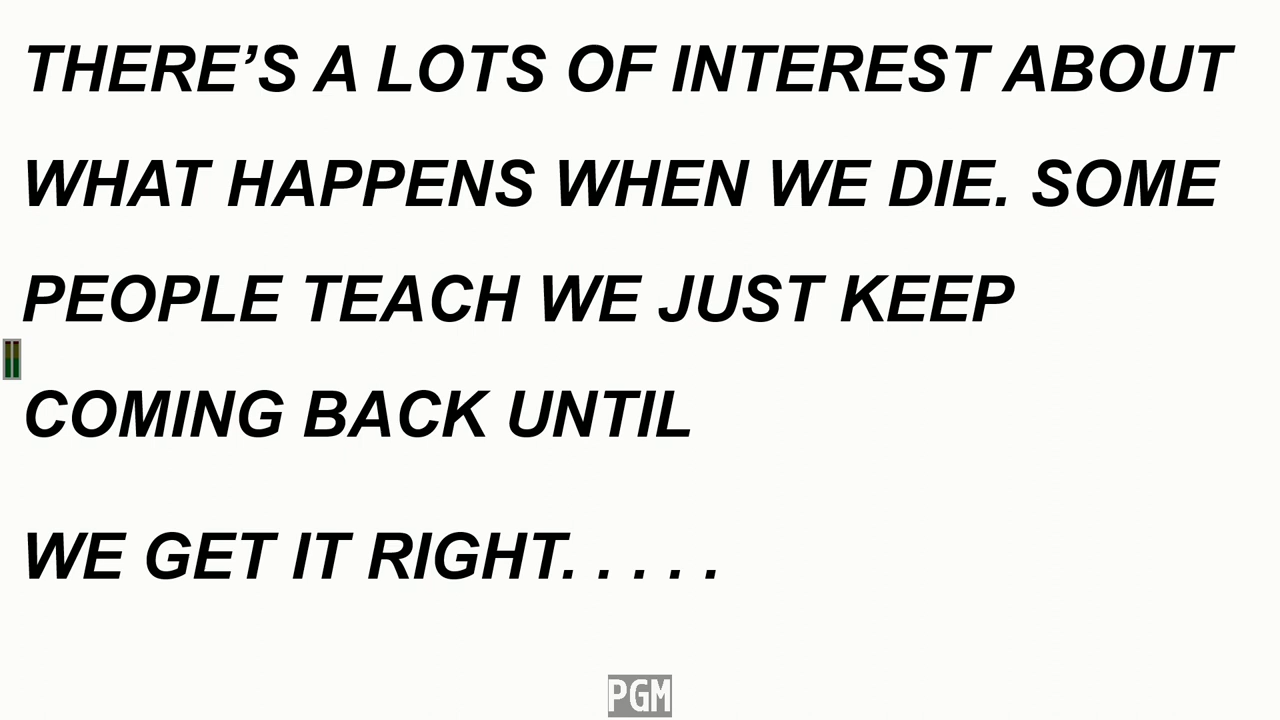 THERE’S A LOTS OF INTEREST ABOUT
WHAT HAPPENS WHEN WE DIE. SOME
PEOPLE TEACH WE JUST KEEP
COMING BACK UNTIL
WE GET IT RIGHT. . . . .
PGM